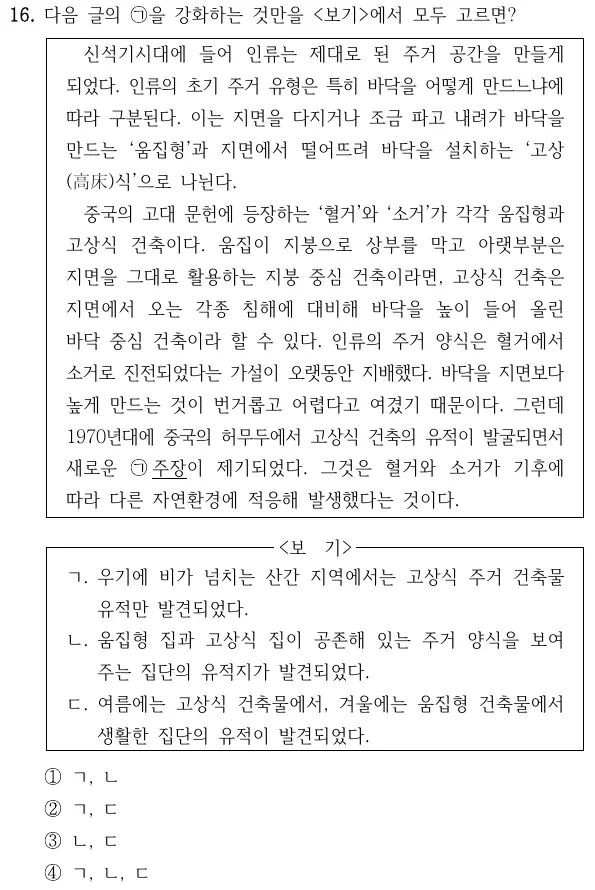 16. 다음 글의 ㉠을 강화하는 것만을 <보기>에서 모두 고르면?
신석기시대에 들어 인류는 제대로 된 주거 공간을 만들게
되었다. 인류의 초기 주거 유형은 특히 바닥을 어떻게 만드느냐에
따라 구분된다. 이는 지면을 다지거나 조금 파고 내려가 바닥을
만드는 ‘움집형’과 지면에서 떨어뜨려 바닥을 설치하는 ‘고상
(高床)식’으로 나뉜다.
중국의 고대 문헌에 등장하는 ‘혈거’와 ‘소거’가 각각 움집형과
고상식 건축이다. 움집이 지붕으로 상부를 막고 아랫부분은
지면을 그대로 활용하는 지붕 중심 건축이라면, 고상식 건축은
지면에서 오는 각종 침해에 대비해 바닥을 높이 들어 올린
바닥 중심 건축이라 할 수 있다. 인류의 주거 양식은 혈거에서
소거로 진전되었다는 가설이 오랫동안 지배했다. 바닥을 지면보다
높게 만드는 것이 번거롭고 어렵다고 여겼기 때문이다. 그런데
1970년대에 중국의 허무두에서 고상식 건축의 유적이 발굴되면서
새로운 ㉠ 주장이 제기되었다. 그것은 혈거와 소거가 기후에
따라 다른 자연환경에 적응해 발생했다는 것이다.
<보 기>
ㄱ. 우기에 비가 넘치는 산간 지역에서는 고상식 주거 건축물
유적만 발견되었다.
ㄴ. 움집형 집과 고상식 집이 공존해 있는 주거 양식을 보여
주는 집단의 유적지가 발견되었다.
ㄷ. 여름에는 고상식 건축물에서, 겨울에는 움집형 건축물에서
생활한 집단의 유적이 발견되었다.
① ㄱ, ㄴ
② ㄱ, ㄷ
③ ㄴ, ㄷ
④ ㄱ, ㄴ, ㄷ